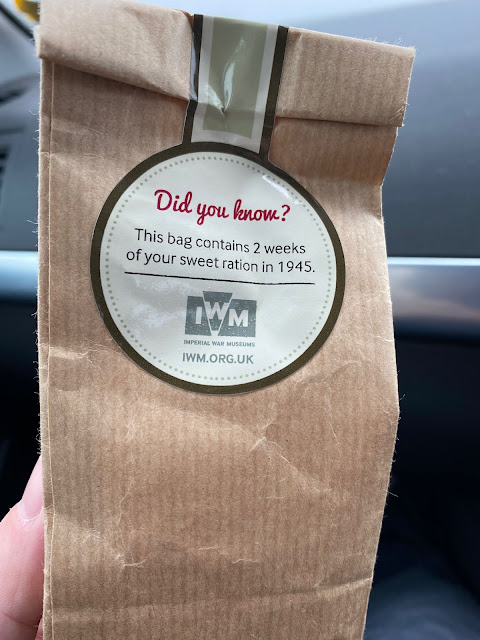 Did you know?
This bag contains 2 weeks
of your sweet ration in 1945.
IWM
IMPERIAL WAR MUSEUMS
IWM.ORG.UK